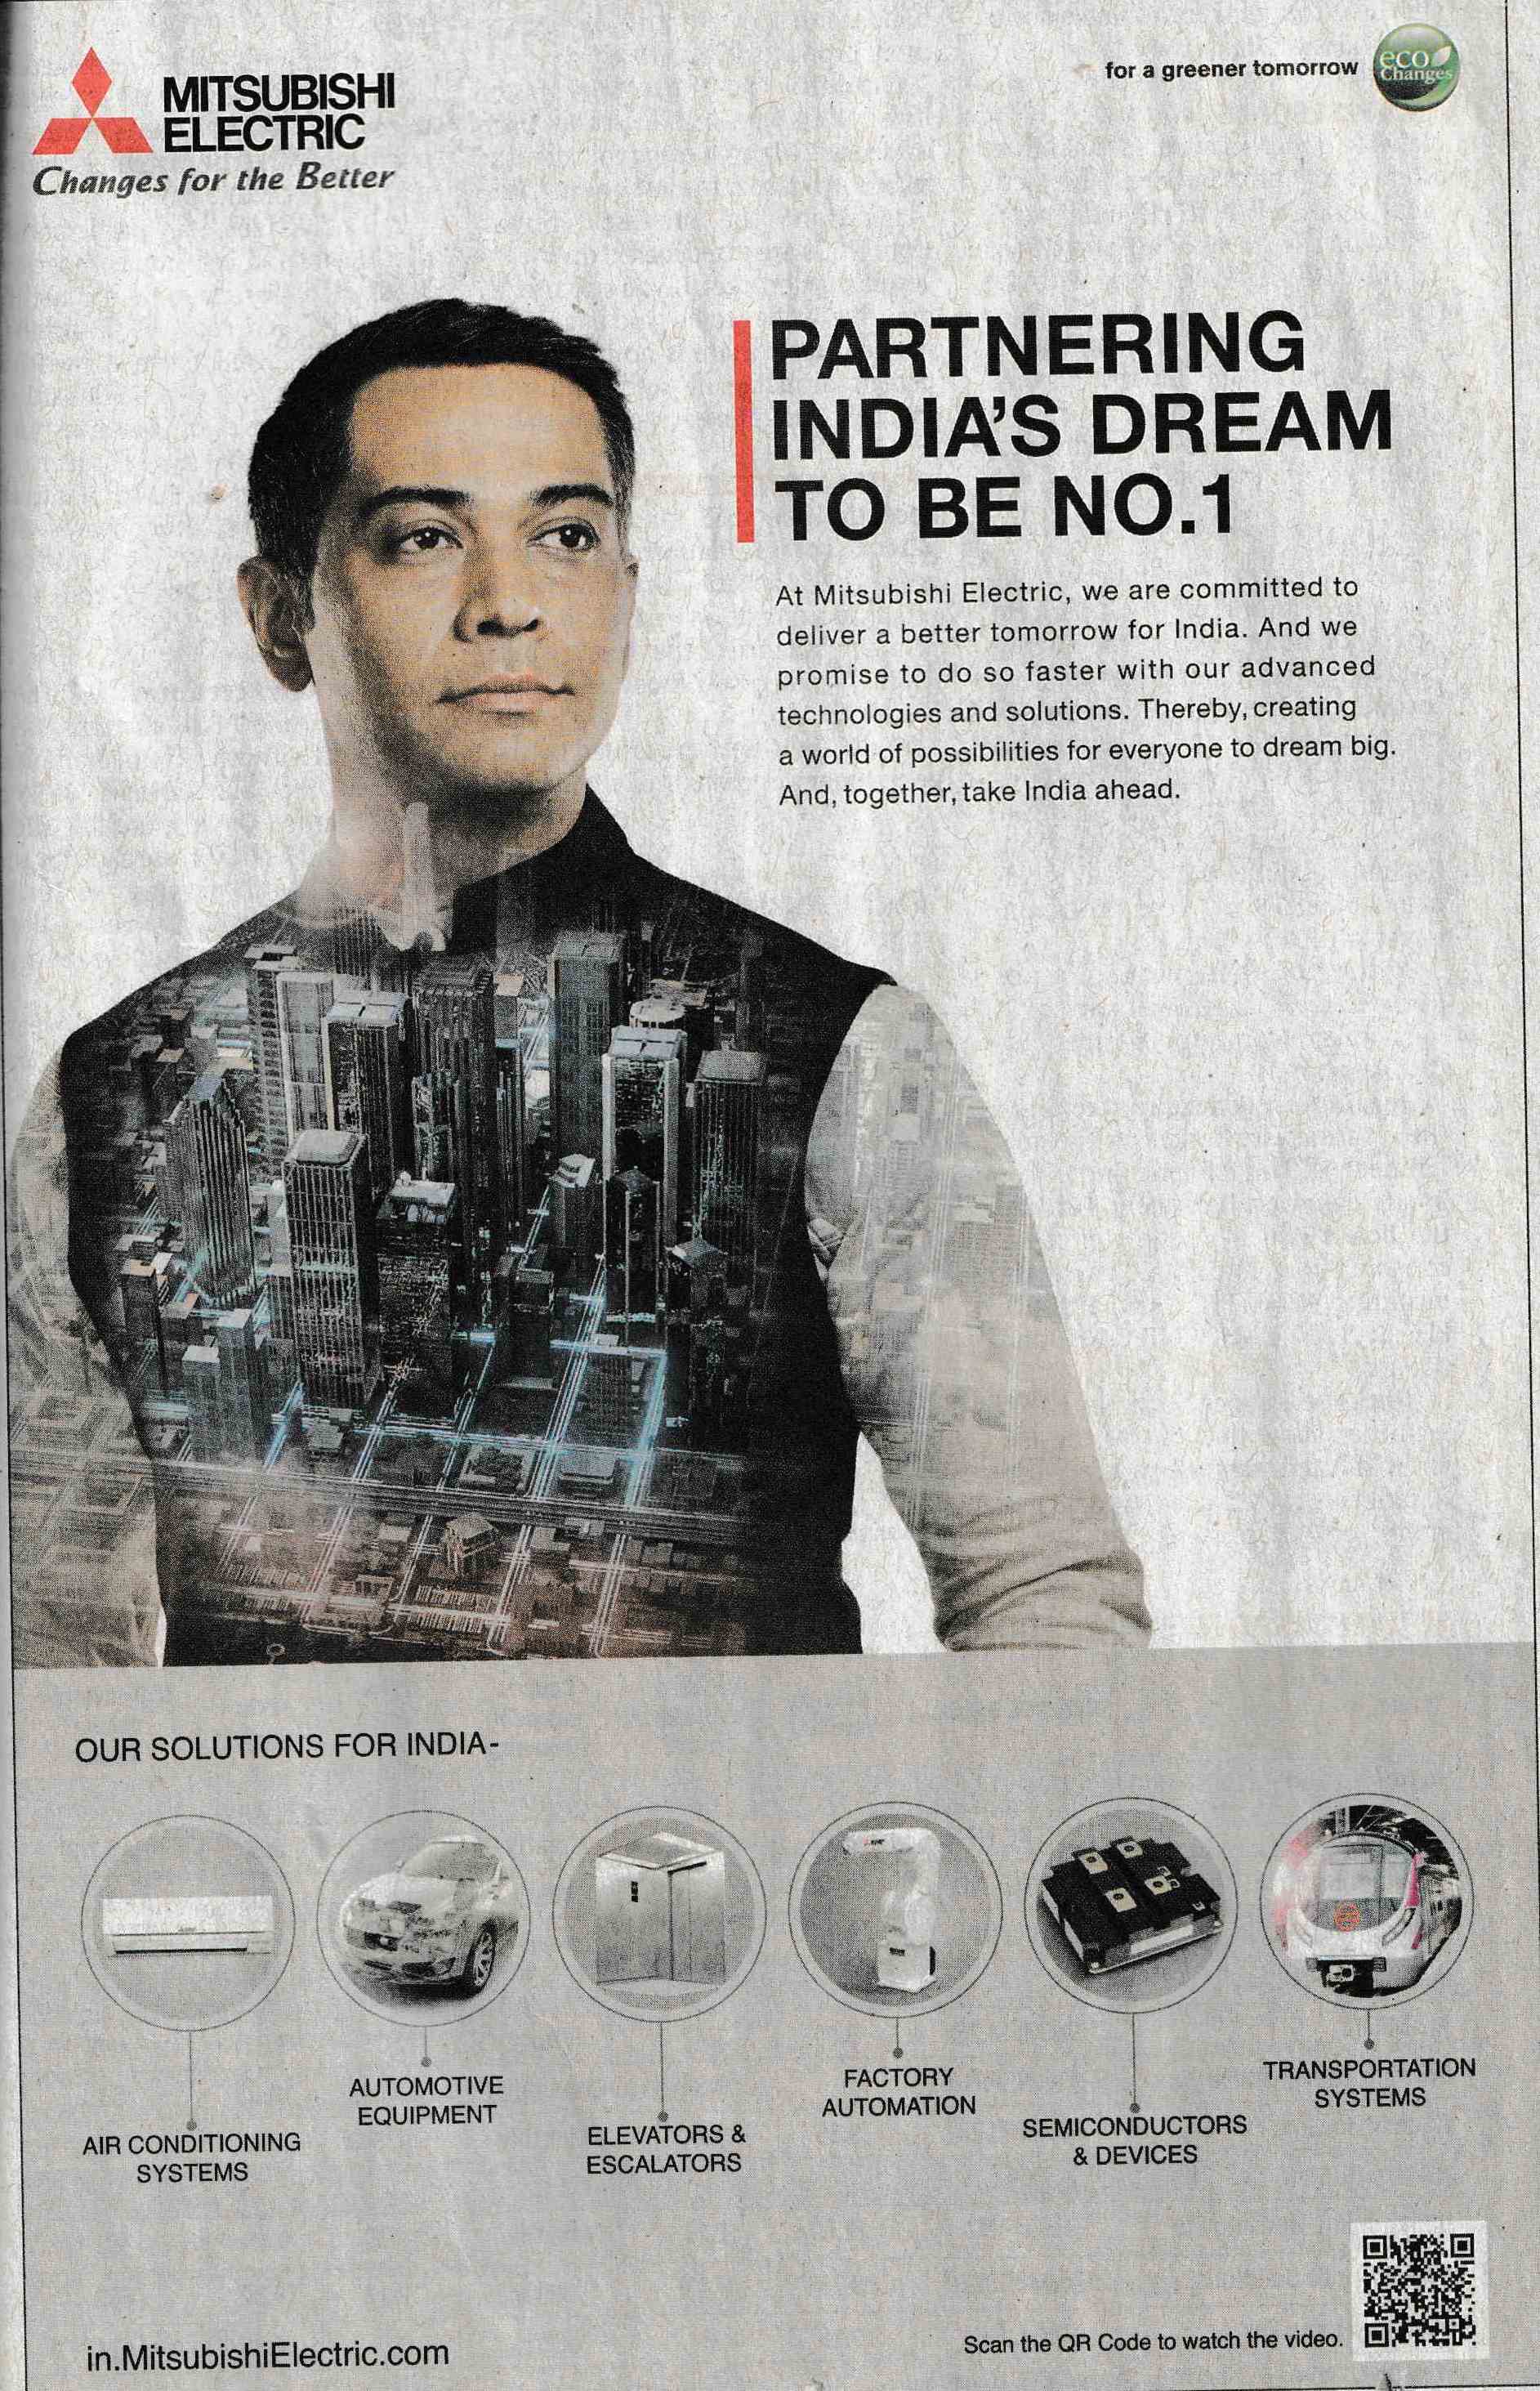 MITSUBISHI
ELECTRIC
Changes for the Better
for a greener tomorrow
eco
Changes
PARTNERING
INDIA'S DREAM
TO BE NO.1
At Mitsubishi Electric, we are committed to
deliver a better tomorrow for India. And we
promise to do so faster with our advanced
technologies and solutions. Thereby, creating
a world of possibilities for everyone to dream big.
And, together, take India ahead.
OUR SOLUTIONS FOR INDIA-
AIR CONDITIONING
SYSTEMS
AUTOMOTIVE
EQUIPMENT
ELEVATORS &
ESCALATORS
FACTORY
AUTOMATION
SEMICONDUCTORS
& DEVICES
TRANSPORTATION
SYSTEMS
in.MitsubishiElectric.com
Scan the QR Code to watch the video.